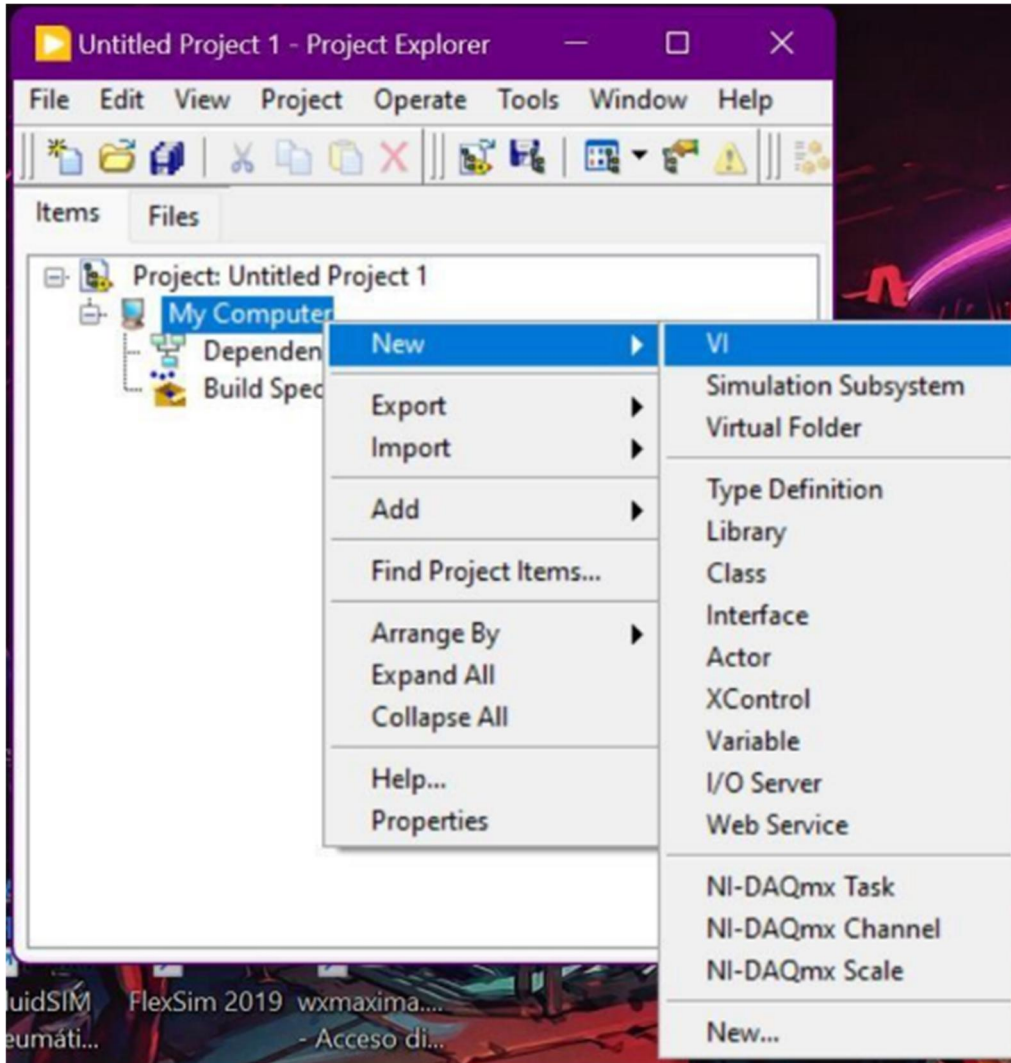 Untitled Project 1 - Project Explorer
File Edit View Project Operate Tools Window Help
Items Files
Project: Untitled Project 1
My Computer
Dependen
Build Spec
New
Export
Import
Add
Find Project Items...
Arrange By
Expand All
Collapse All
Help...
Properties
VI
Simulation Subsystem
Virtual Folder
Type Definition
Library
Class
Interface
Actor
XControl
Variable
I/O Server
Web Service
NI-DAQmx Task
NI-DAQmx Channel
NI-DAQmx Scale
New...
luidSIM FlexSim 2019 wxmaxima....
eumáti... - Acceso di...